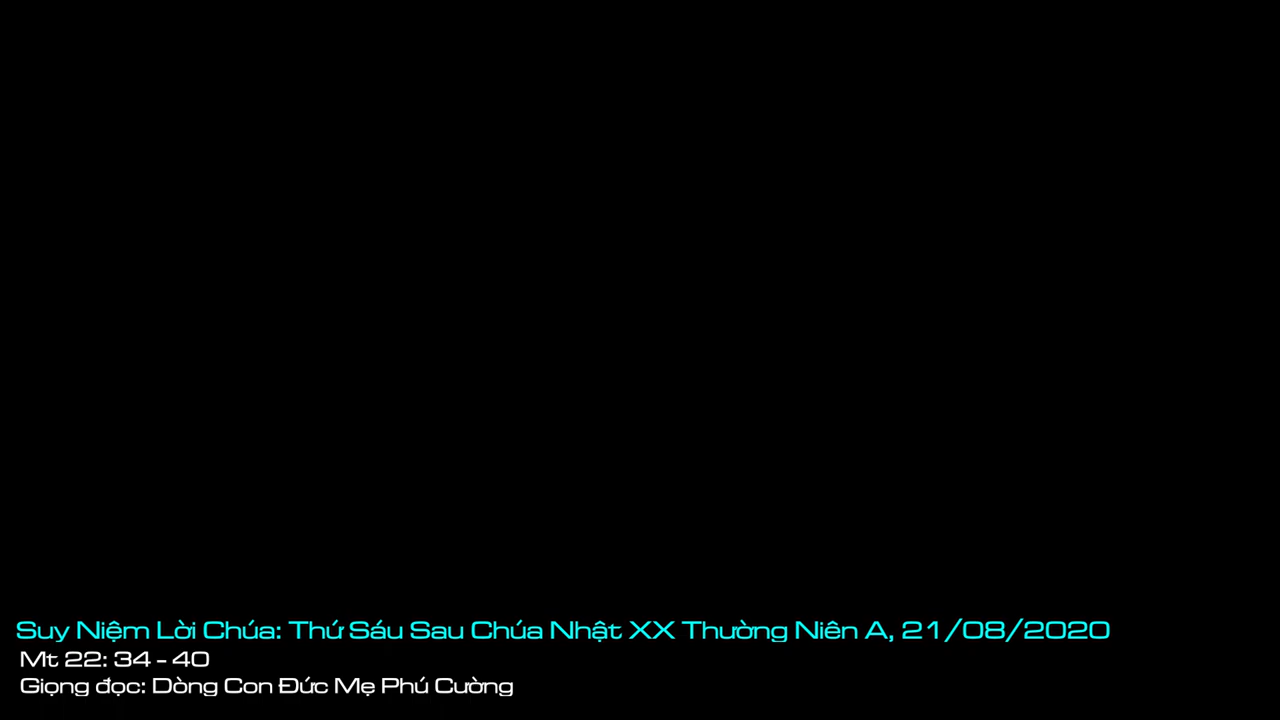 Suy Niệm Lời Chúa: Thứ Sáu Sau Chúa Nhật XX Thường Niên A, 21/08/2020
Mt 22: 34 - 40
Giọng đọc: Dòng Con Đức Mẹ Phú Cường